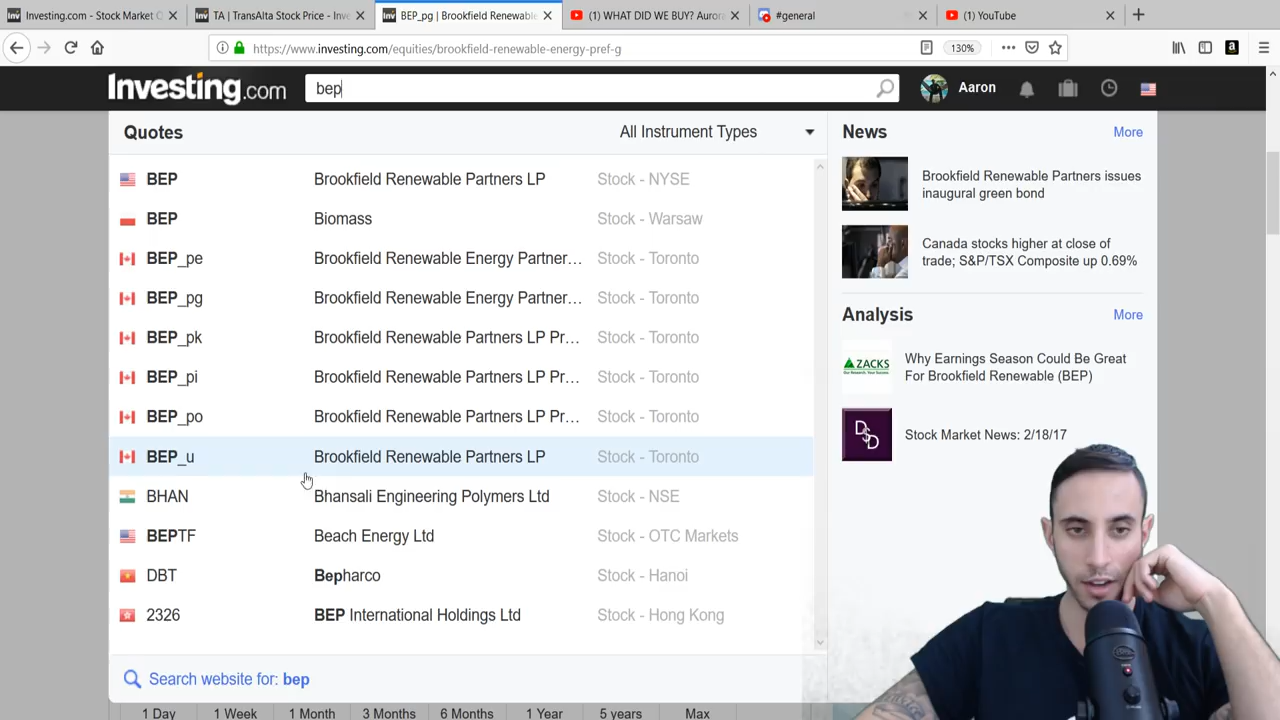 Inv Investing.com - Stock Market Q
Inv TA | TransAlta Stock Price - Inve
Inv BEP_pg | Brookfield Renewable
(1) WHAT DID WE BUY? Auror
#general
(1) YouTube
https://www.investing.com/equities/brookfield-renewable-energy-pref-g
130%
Investing.com
bep
Aaron
Quotes
All Instrument Types
BEP Brookfield Renewable Partners LP Stock - NYSE
BEP Biomass Stock - Warsaw
BEP_pe Brookfield Renewable Energy Partner… Stock - Toronto
BEP_pg Brookfield Renewable Energy Partner… Stock - Toronto
BEP_pk Brookfield Renewable Partners LP Pr… Stock - Toronto
BEP_pi Brookfield Renewable Partners LP Pr… Stock - Toronto
BEP_po Brookfield Renewable Partners LP Pr… Stock - Toronto
BEP_u Brookfield Renewable Partners LP Stock - Toronto
BHAN Bhansali Engineering Polymers Ltd Stock - NSE
BEPTF Beach Energy Ltd Stock - OTC Markets
DBT Bepharco Stock - Hanoi
2326 BEP International Holdings Ltd Stock - Hong Kong
Search website for: bep
News
More
Brookfield Renewable Partners issues
inaugural green bond
Canada stocks higher at close of
trade; S&P/TSX Composite up 0.69%
Analysis
More
ZACKS
Why Earnings Season Could Be Great
For Brookfield Renewable (BEP)
D$D
Stock Market News: 2/18/17
1 Day 1 Week 1 Month 3 Months 6 Months 1 Year 5 years Max